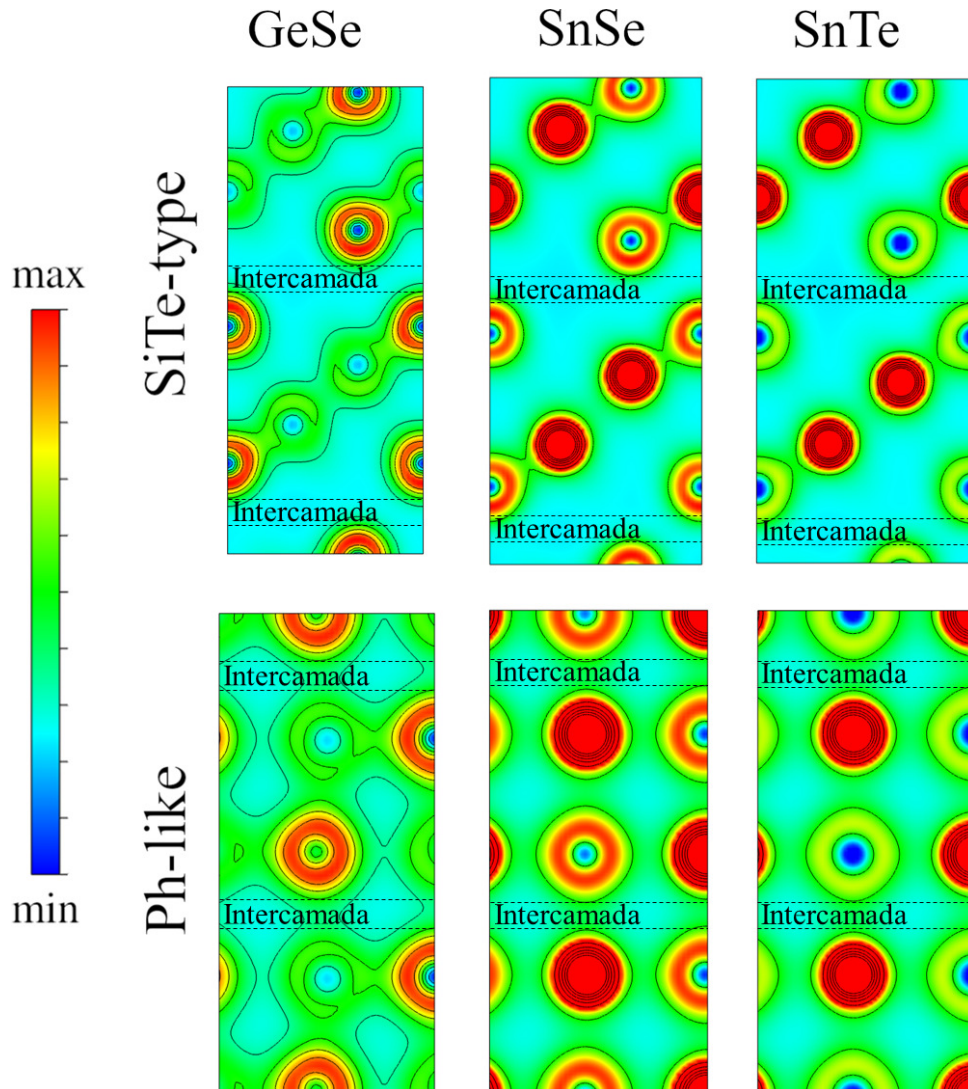 GeSe
SnSe
SnTe
SiTe-type
max
min
Intercamada
Intercamada
Intercamada
Intercamada
Intercamada
Intercamada
Ph-like
Intercamada
Intercamada
Intercamada
Intercamada
Intercamada
Intercamada